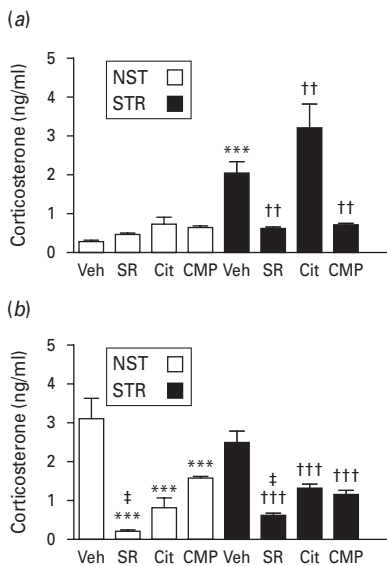 (a)
5
4
3
2
1
0
Corticosterone (ng/ml)
NST
STR
***
††
††
††
Veh SR Cit CMP Veh SR Cit CMP
(b)
5
4
3
2
1
0
Corticosterone (ng/ml)
NST
STR
‡
***
***
***
‡
†††
†††
†††
Veh SR Cit CMP Veh SR Cit CMP